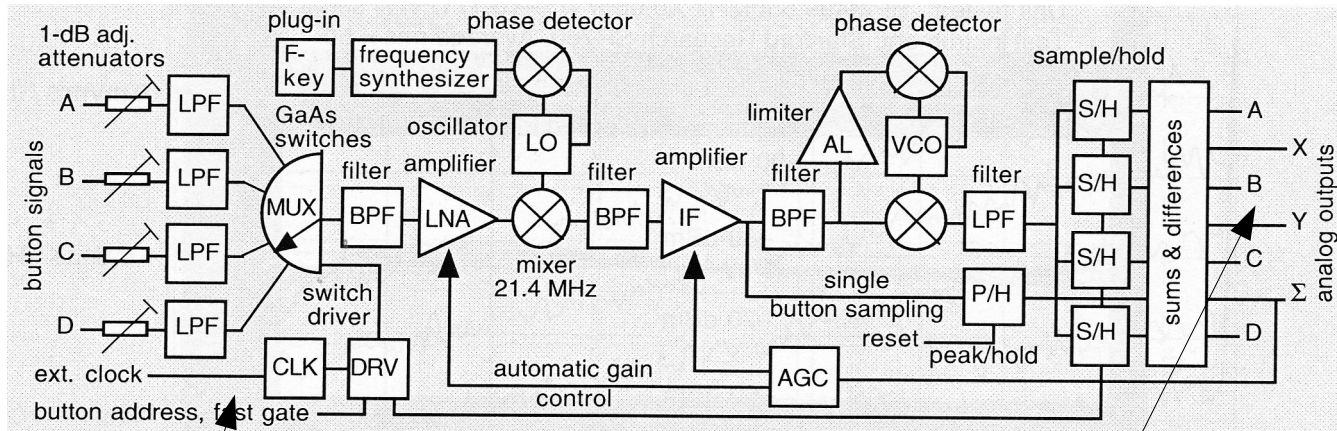 1-dB adj.
attenuators
plug-in
F-
key
frequency
synthesizer
phase detector
phase detector
sample/hold
button signals
A
LPF
B
LPF
C
LPF
D
LPF
GaAs
switches
MUX
switch
driver
filter
BPF
amplifier
LNA
oscillator
LO
mixer
21.4 MHz
filter
BPF
amplifier
IF
limiter
AL
VCO
filter
BPF
filter
LPF
S/H
S/H
S/H
S/H
sums & differences
A
X
B
Y
C
Σ
D
analog outputs
single
button sampling
P/H
reset
peak/hold
ext. clock
CLK
DRV
automatic gain
control
AGC
button address, fast gate